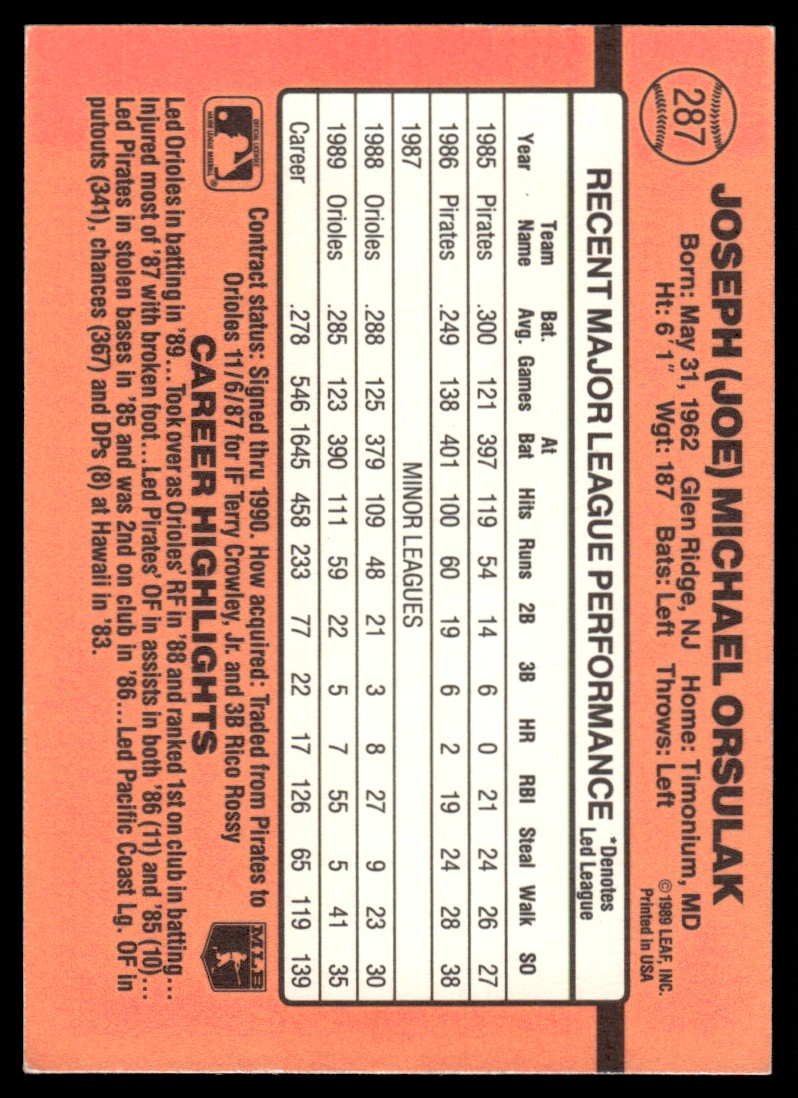 287
JOSEPH (JOE) MICHAEL ORSULAK
Born: May 31, 1962 Glen Ridge, NJ Home: Timonium, MD
Ht: 6' 1" Wgt: 187 Bats: Left Throws: Left
©1989 LEAF, INC.
Printed in USA
RECENT MAJOR LEAGUE PERFORMANCE
*Denotes
Led League
Year Team Name Bat. Avg. Games At Bat Hits Runs 2B 3B HR RBI Steal Walk SO
1985 Pirates .300 121 397 119 54 14 6 0 21 24 26 27
1986 Pirates .249 138 401 100 60 19 6 2 19 24 28 38
1987 MINOR LEAGUES
1988 Orioles .288 125 379 109 48 21 3 8 27 9 23 30
1989 Orioles .285 123 390 111 59 22 5 7 55 5 41 35
Career .278 546 1645 458 233 77 22 17 126 65 119 139
OFFICIAL LICENSEE
MAJOR LEAGUE BASEBALL®
Contract status: Signed thru 1990. How acquired: Traded from Pirates to
Orioles 11/6/87 for IF Terry Crowley, Jr. and 3B Rico Rossy
MLB
CAREER HIGHLIGHTS
Led Orioles in batting in '89...Took over as Orioles' RF in '88 and ranked 1st on club in batting...
Injured most of '87 with broken foot...Led Pirates' OF in assists in both '86 (11) and '85 (10)...
Led Pirates in stolen bases in '85 and was 2nd on club in '86...Led Pacific Coast Lg. OF in
putouts (341), chances (367) and DPs (8) at Hawaii in '83.